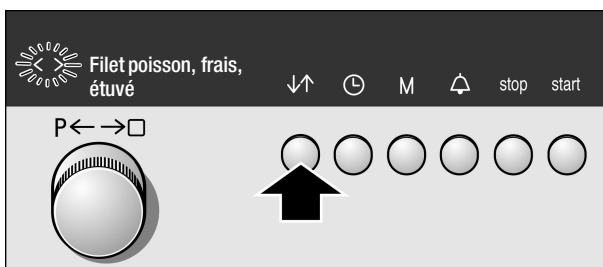 Filet poisson, frais,
étuvé
M stop start
P